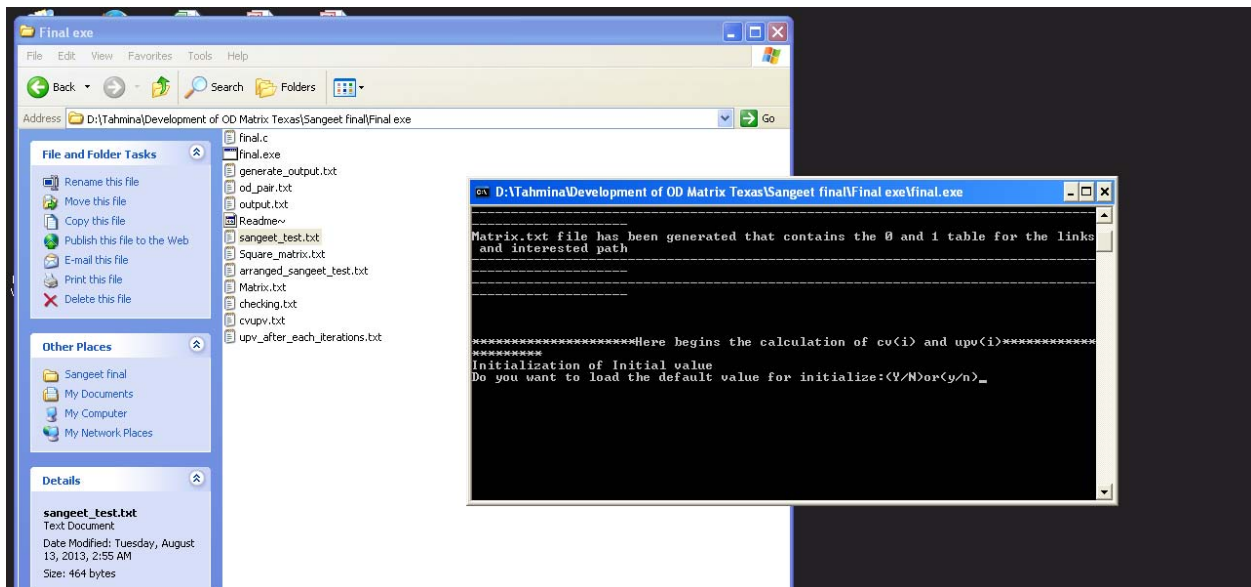 Final exe
File Edit View Favorites Tools Help
Back Search Folders
Address D:\Tahmina\Development of OD Matrix Texas\Sangeet final\Final exe Go
File and Folder Tasks
Rename this file
Move this file
Copy this file
Publish this file to the Web
E-mail this file
Print this file
Delete this file
Other Places
Sangeet final
My Documents
My Computer
My Network Places
Details
sangeet_test.txt
Text Document
Date Modified: Tuesday, August
13, 2013, 2:55 AM
Size: 464 bytes
final.c
final.exe
generate_output.txt
od_pair.txt
output.txt
Readme~
sangeet_test.txt
Square_matrix.txt
arranged_sangeet_test.txt
Matrix.txt
checking.txt
cvupv.txt
upv_after_each_iterations.txt
D:\Tahmina\Development of OD Matrix Texas\Sangeet final\Final exe\final.exe
Matrix.txt file has been generated that contains the 0 and 1 table for the links
and interested path
*********************Here begins the calculation of cv(i) and upv(i)************
*********
Initialization of Initial value
Do you want to load the default value for initialize:(Y/N)or(y/n)_